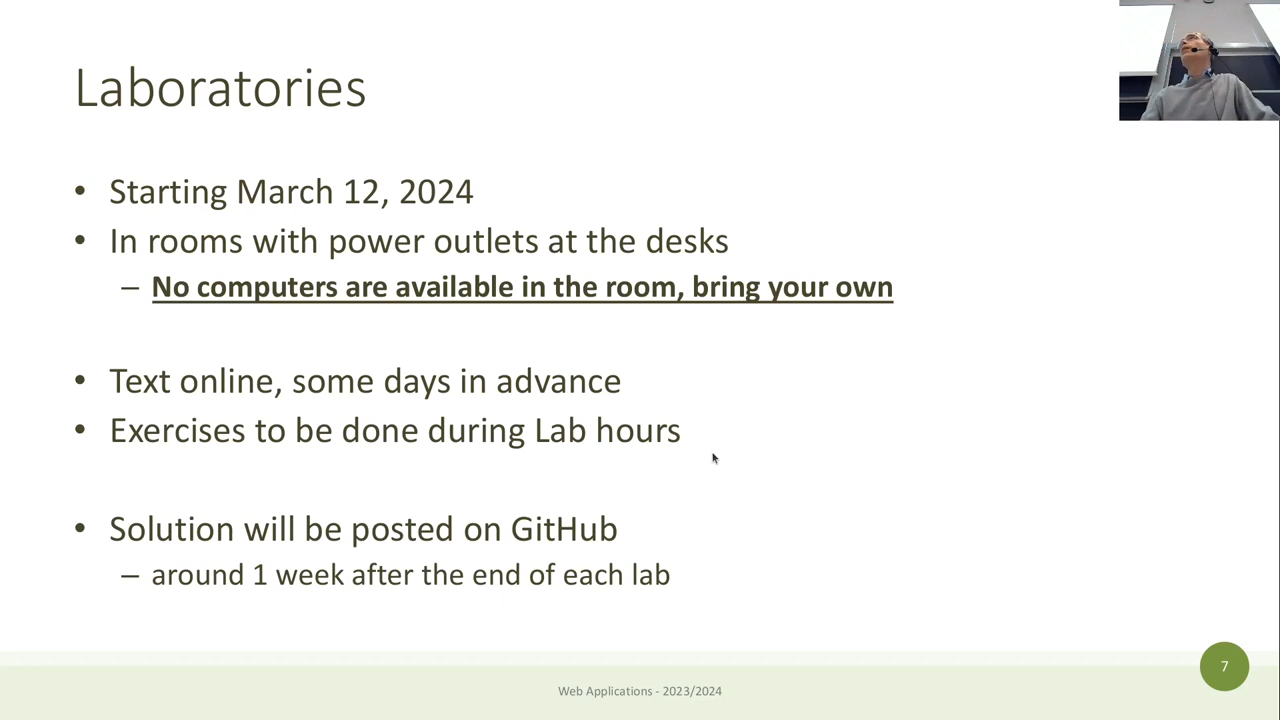 Laboratories
• Starting March 12, 2024
• In rooms with power outlets at the desks
– No computers are available in the room, bring your own
• Text online, some days in advance
• Exercises to be done during Lab hours
• Solution will be posted on GitHub
– around 1 week after the end of each lab
7
Web Applications - 2023/2024